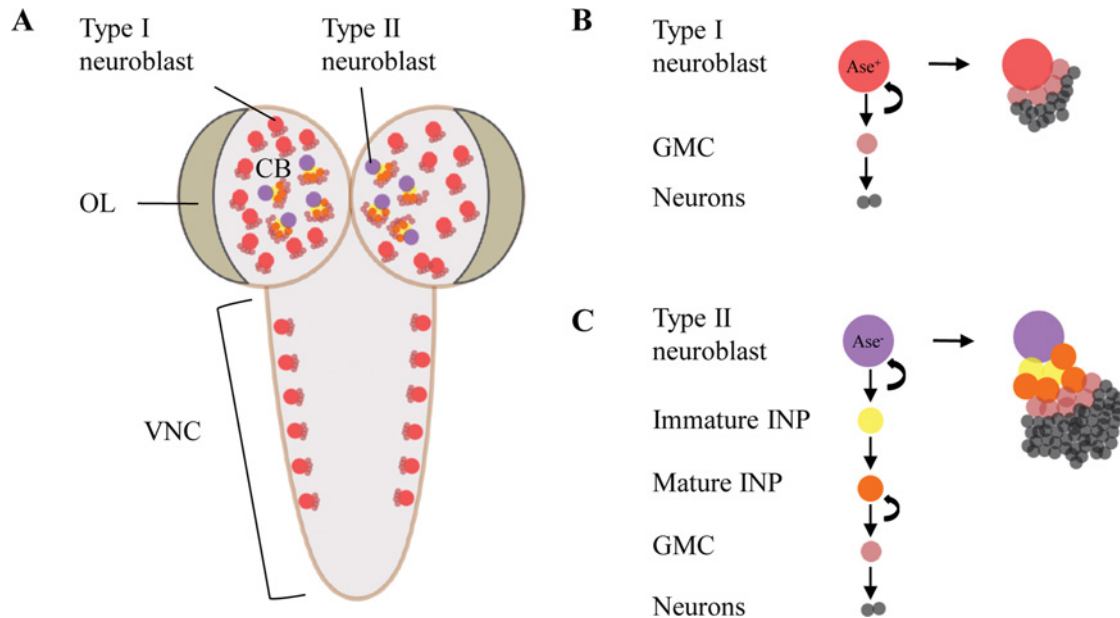 A
Type I
neuroblast
Type II
neuroblast
CB
OL
VNC
B
Type I
neuroblast
Ase+
GMC
Neurons
C
Type II
neuroblast
Ase-
Immature INP
Mature INP
GMC
Neurons